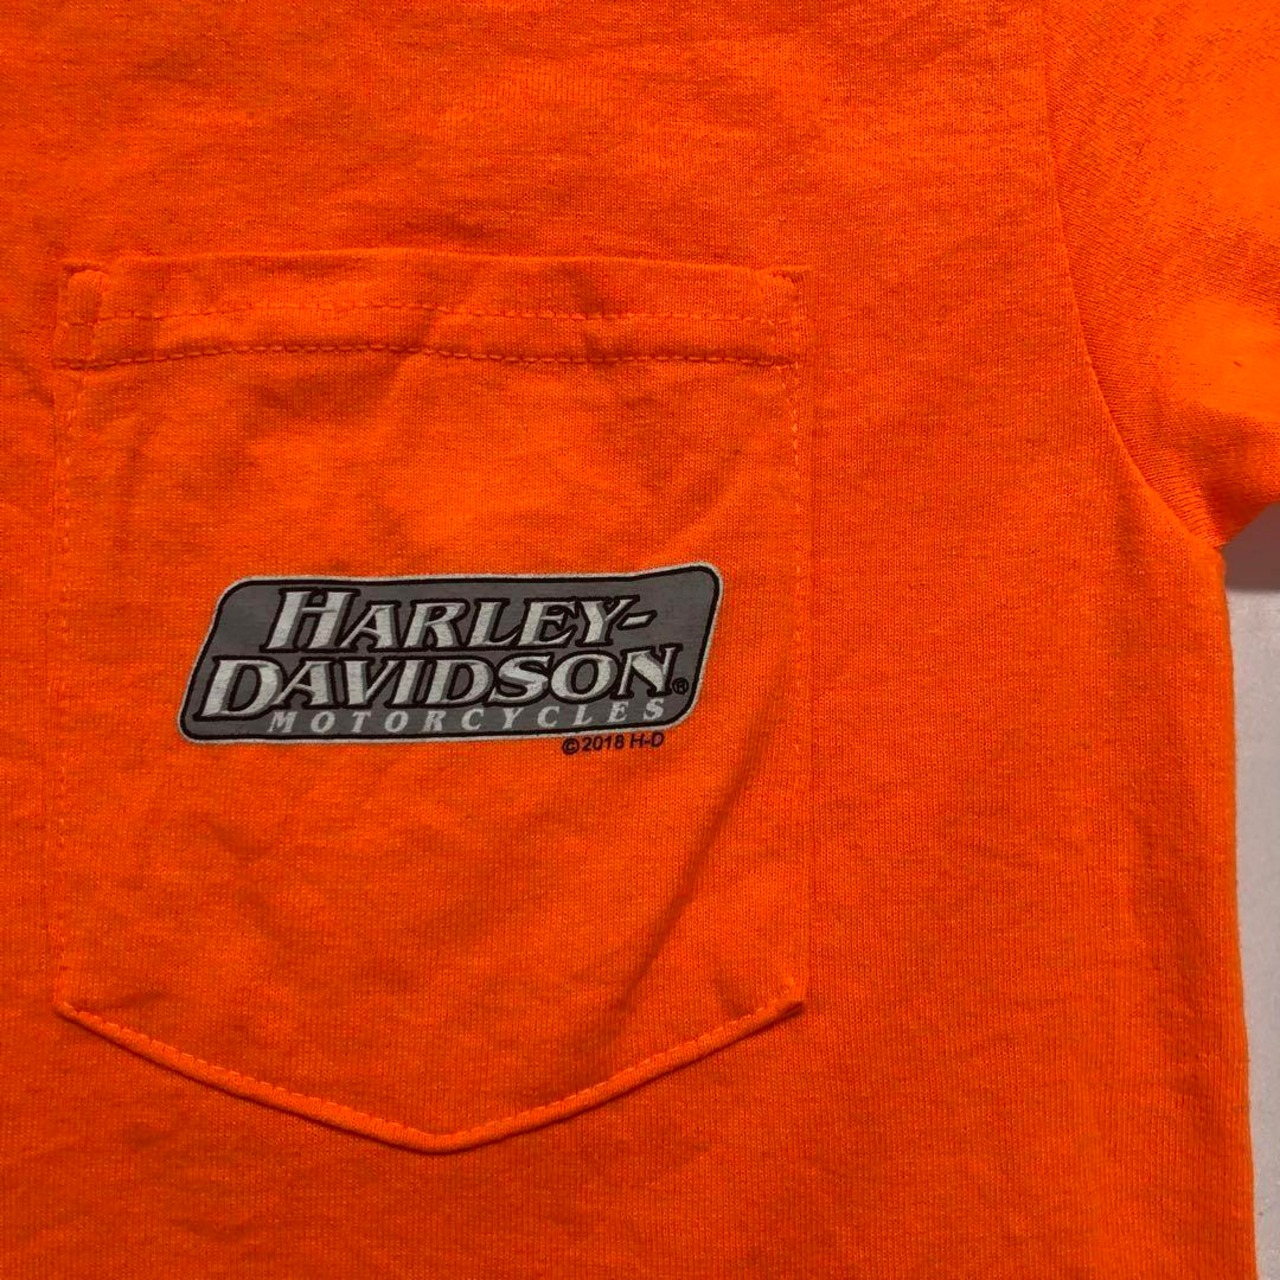 HARLEY-
DAVIDSON®
MOTORCYCLES
©2018 H-D